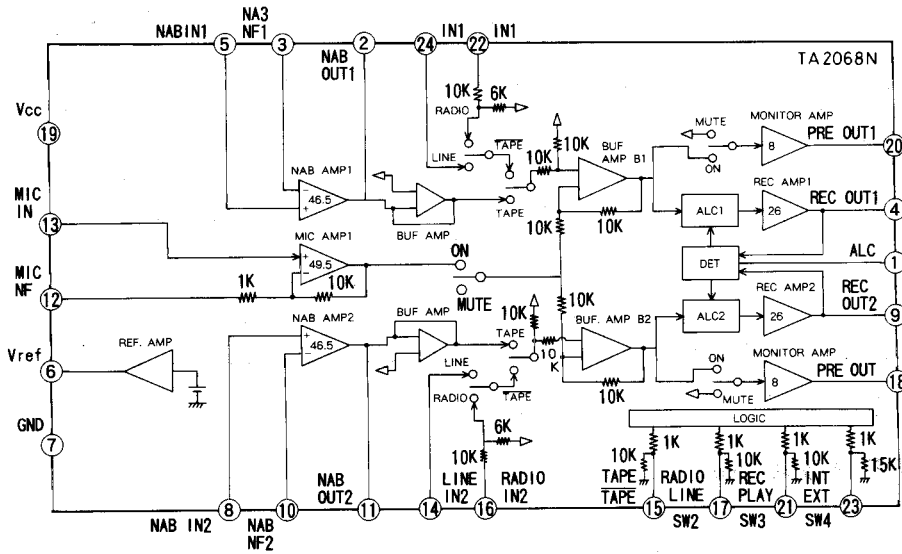 NABIN1
NA3
NF1
IN1
IN1
5
3
2
24
22
NAB
OUT1
TA2068N
10K
6K
RADIO
Vcc
19
TAPE
LINE
10K
10K
BUF
AMP B1
MUTE
ON
MONITOR AMP
8
PRE OUT1
20
NAB AMP1
46.5
TAPE
BUF AMP
10K
10K
ALC1
REC AMP1
26
REC OUT1
4
MIC
IN
13
MIC AMP1
49.5
ON
MUTE
DET
ALC
1
MIC
NF
12
1K
10K
10K
REC AMP2
REC
OUT2
9
NAB AMP2
46.5
BUF AMP
TAPE
10K
BUF. AMP B2
10
K
10K
ALC2
26
Vref
6
REF. AMP
LINE
TAPE
RADIO
ON
MUTE
MONITOR AMP
8
PRE OUT
18
GND
7
6K
10K
LOGIC
1K
1K
1K
1K
10K
10K
10K
15K
NAB IN2
8
NAB
NF2
10
NAB
OUT2
11
LINE
IN2
14
RADIO
IN2
16
TAPE
TAPE
15
RADIO
LINE
SW2
17
REC
PLAY
SW3
21
INT
EXT
SW4
23